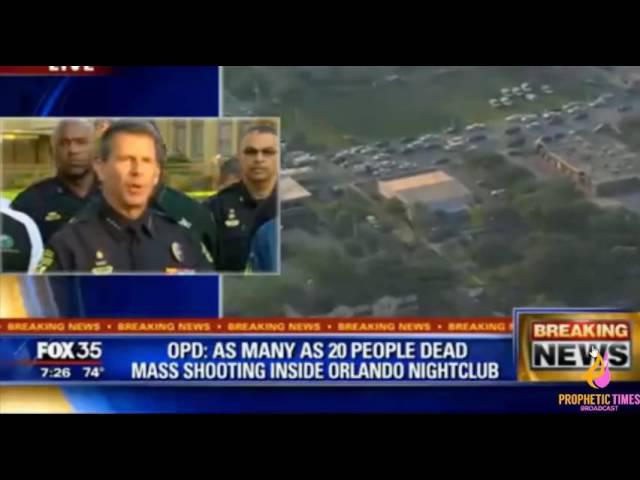 LIVE
BREAKING NEWS BREAKING NEWS BREAKING NEWS BREAKING NEWS BREAKING NEWS
FOX35
7:26 74°
OPD: AS MANY AS 20 PEOPLE DEAD
MASS SHOOTING INSIDE ORLANDO NIGHTCLUB
BREAKING
NEWS
PROPHETIC TIMES
BROADCAST